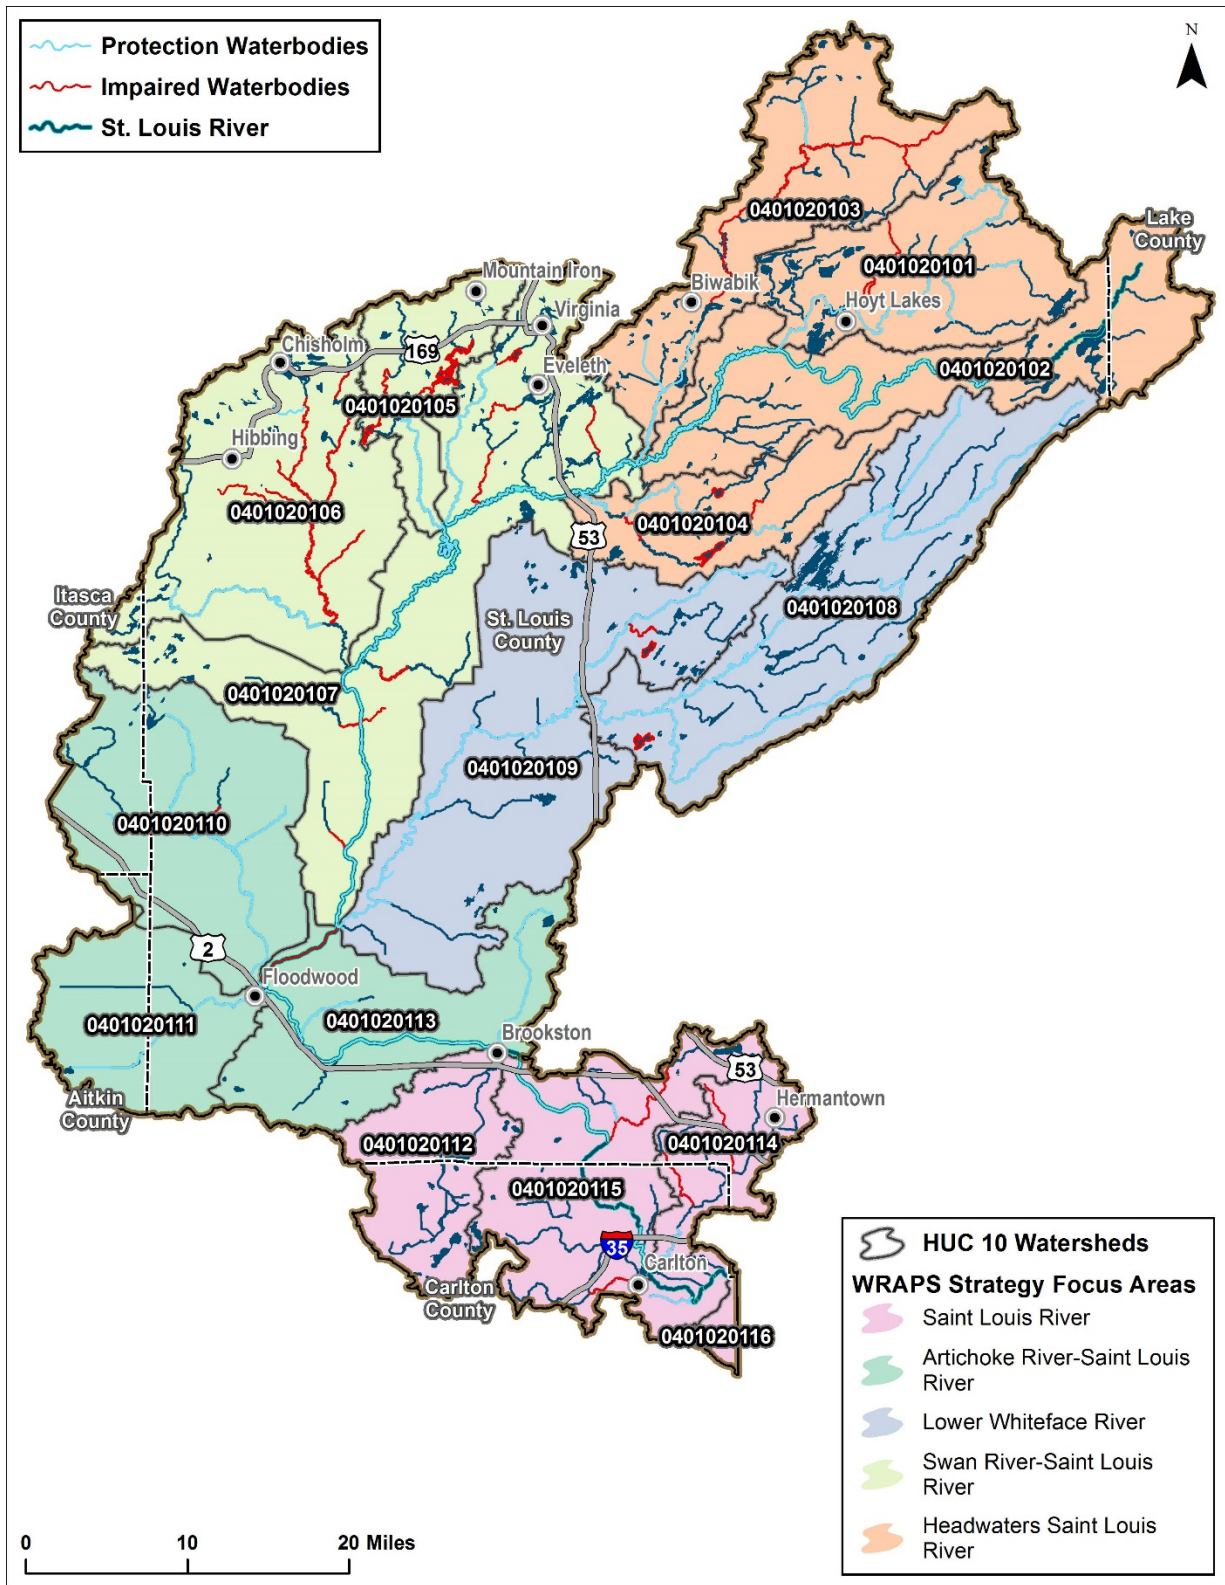 Protection Waterbodies
Impaired Waterbodies
St. Louis River
N
0401020103
Lake
County
0401020101
Mountain Iron
Biwabik
Hoyt Lakes
Virginia
Chisholm
169
0401020102
Eveleth
0401020105
Hibbing
0401020106
0401020104
53
Itasca
County
St. Louis
County
0401020108
0401020107
0401020109
0401020110
2
Floodwood
0401020111
0401020113
Brookston
53
Aitkin
County
Hermantown
0401020112
0401020114
0401020115
35
Carlton
Carlton
County
0401020116
HUC 10 Watersheds
WRAPS Strategy Focus Areas
Saint Louis River
Artichoke River-Saint Louis
River
Lower Whiteface River
Swan River-Saint Louis
River
Headwaters Saint Louis
River
0 10 20 Miles